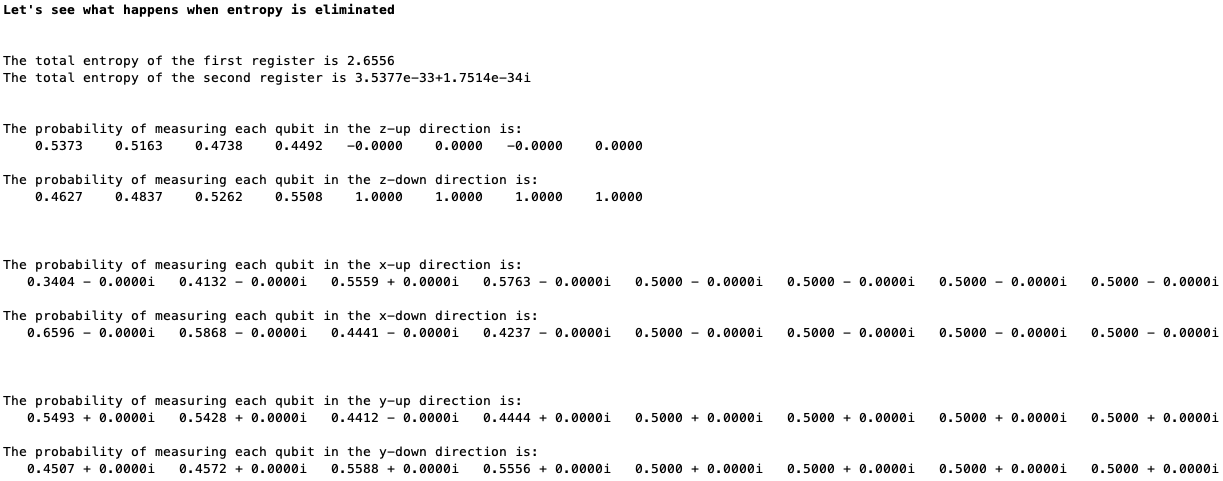 Let's see what happens when entropy is eliminated
The total entropy of the first register is 2.6556
The total entropy of the second register is 3.5377e-33+1.7514e-34i
The probability of measuring each qubit in the z-up direction is:
0.5373 0.5163 0.4738 0.4492 -0.0000 0.0000 -0.0000 0.0000
The probability of measuring each qubit in the z-down direction is:
0.4627 0.4837 0.5262 0.5508 1.0000 1.0000 1.0000 1.0000
The probability of measuring each qubit in the x-up direction is:
0.3404 - 0.0000i 0.4132 - 0.0000i 0.5559 + 0.0000i 0.5763 - 0.0000i 0.5000 - 0.0000i 0.5000 - 0.0000i 0.5000 - 0.0000i 0.5000 - 0.0000i
The probability of measuring each qubit in the x-down direction is:
0.6596 - 0.0000i 0.5868 - 0.0000i 0.4441 - 0.0000i 0.4237 - 0.0000i 0.5000 - 0.0000i 0.5000 - 0.0000i 0.5000 - 0.0000i 0.5000 - 0.0000i
The probability of measuring each qubit in the y-up direction is:
0.5493 + 0.0000i 0.5428 + 0.0000i 0.4412 - 0.0000i 0.4444 + 0.0000i 0.5000 + 0.0000i 0.5000 + 0.0000i 0.5000 + 0.0000i 0.5000 + 0.0000i
The probability of measuring each qubit in the y-down direction is:
0.4507 + 0.0000i 0.4572 + 0.0000i 0.5588 + 0.0000i 0.5556 + 0.0000i 0.5000 + 0.0000i 0.5000 + 0.0000i 0.5000 + 0.0000i 0.5000 + 0.0000i